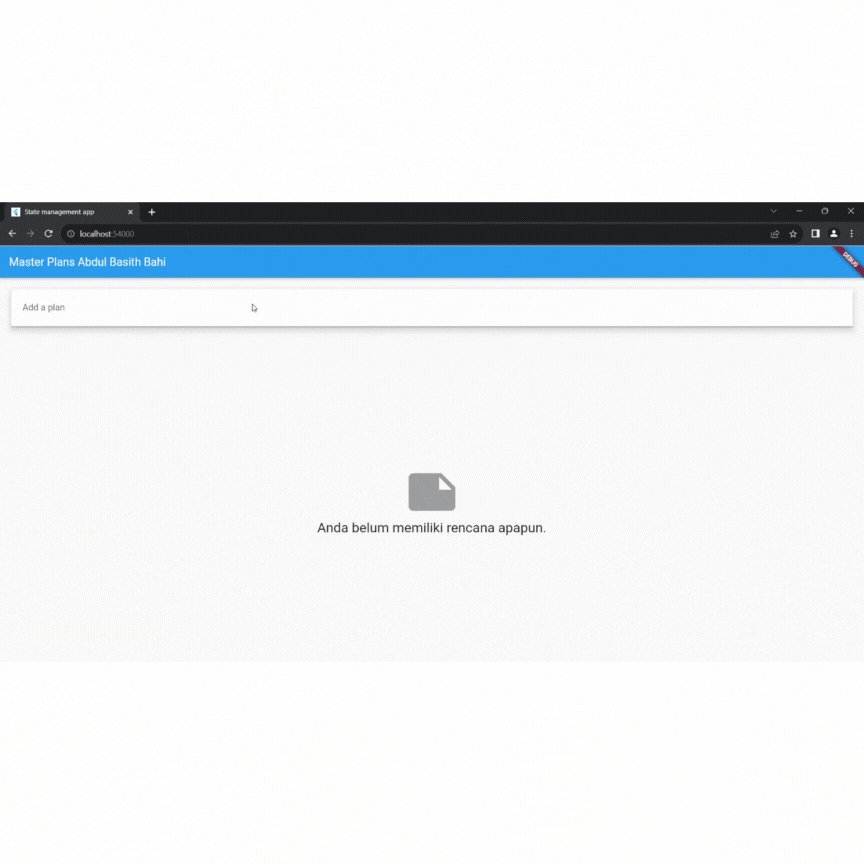 State management app
localhost:54000
Master Plans Abdul Basith Bahi
DEBUG
Add a plan
Anda belum memiliki rencana apapun.